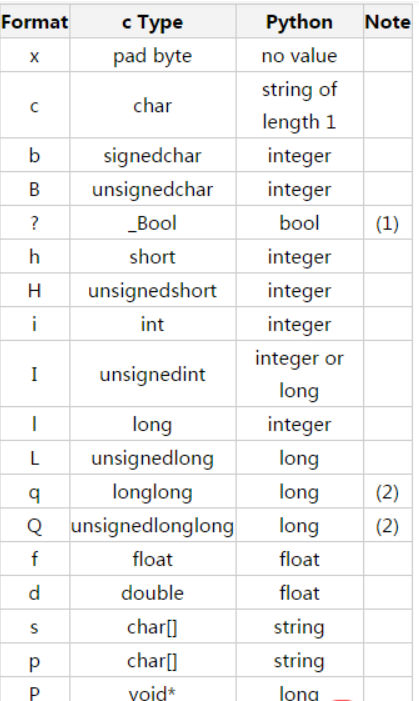 Format c Type Python Note
x pad byte no value
c char string of
length 1
b signedchar integer
B unsignedchar integer
? _Bool bool (1)
h short integer
H unsignedshort integer
i int integer
I unsignedint integer or
long
l long integer
L unsignedlong long
q longlong long (2)
Q unsignedlonglong long (2)
f float float
d double float
s char[] string
p char[] string
P void* long